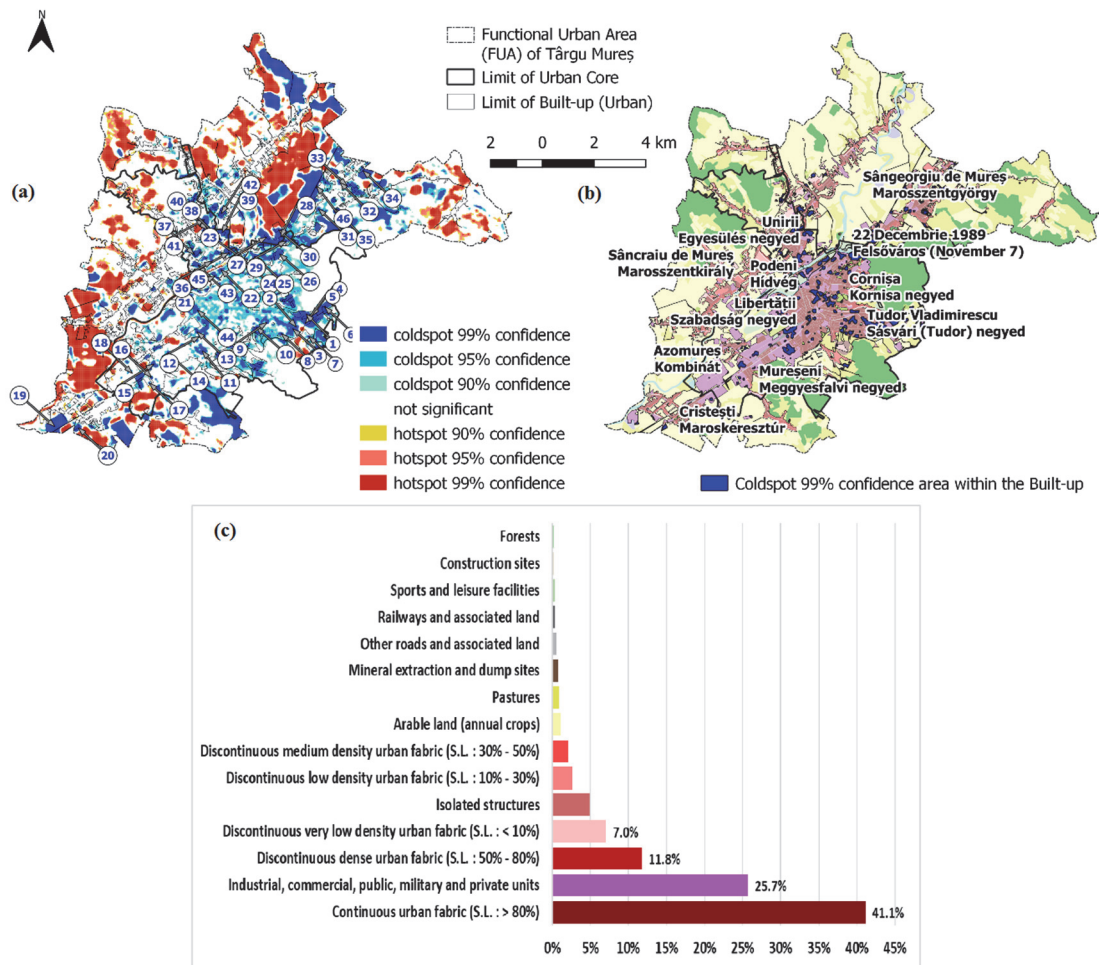 N
Functional Urban Area
(FUA) of Târgu Mureș
Limit of Urban Core
Limit of Built-up (Urban)
2 0 2 4 km
(a)
33
42
39
40
38
28
34
46
32
37
41
23
31
35
30
27
29
36
45
24
25
26
4
21
43
22
2
5
6
18
16
44
9
1
12
13
10
8
3
7
15
14
11
19
17
20
coldspot 99% confidence
coldspot 95% confidence
coldspot 90% confidence
not significant
hotspot 90% confidence
hotspot 95% confidence
hotspot 99% confidence
(b)
Sângeorgiu de Mureș
Marosszentgyörgy
Unirii
Egyesülés negyed
22 Decembrie 1989
Felsőváros (November 7)
Sâncraiu de Mureș
Marosszentkirály
Podeni
Hidvég
Cornișa
Kornisa negyed
Libertății
Szabadság negyed
Tudor Vladimirescu
Sásvári (Tudor) negyed
Azomureș
Kombinát
Mureșeni
Meggyesfalvi negyed
Cristești
Maroskeresztúr
Coldspot 99% confidence area within the Built-up
(c)
Forests
Construction sites
Sports and leisure facilities
Railways and associated land
Other roads and associated land
Mineral extraction and dump sites
Pastures
Arable land (annual crops)
Discontinuous medium density urban fabric (S.L. : 30% - 50%)
Discontinuous low density urban fabric (S.L. : 10% - 30%)
Isolated structures
Discontinuous very low density urban fabric (S.L. : < 10%) 7.0%
Discontinuous dense urban fabric (S.L. : 50% - 80%) 11.8%
Industrial, commercial, public, military and private units 25.7%
Continuous urban fabric (S.L. : > 80%) 41.1%
0% 5% 10% 15% 20% 25% 30% 35% 40% 45%